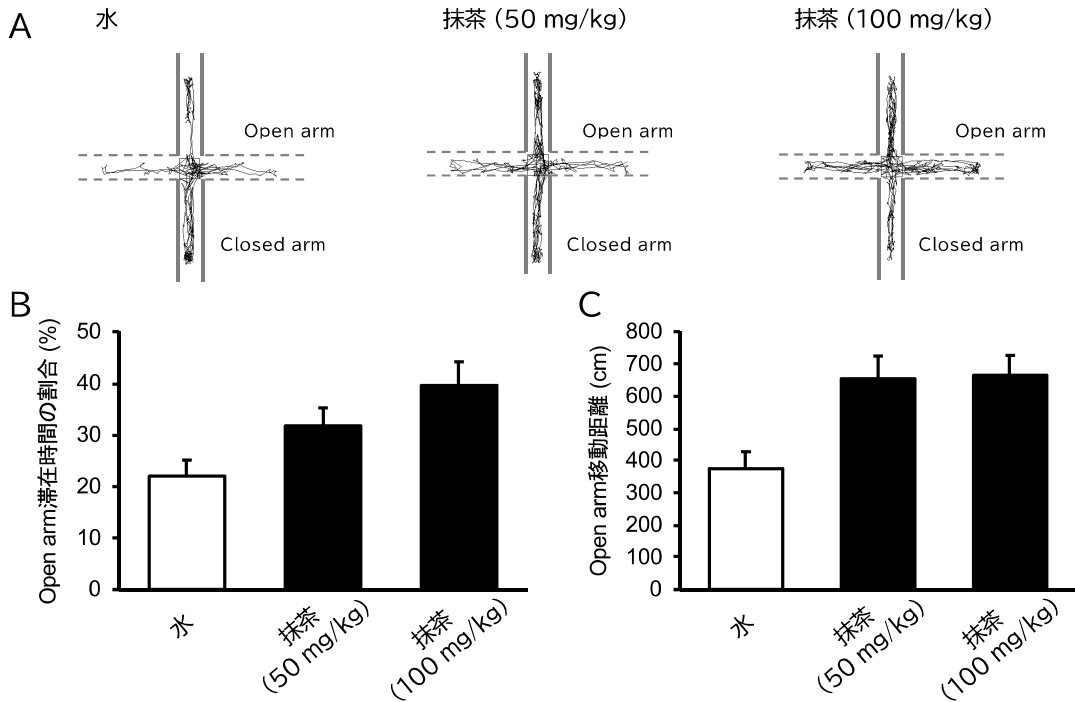 A
水
抹茶 (50 mg/kg)
抹茶 (100 mg/kg)
Open arm
Open arm
Open arm
Closed arm
Closed arm
Closed arm
B
Open arm滞在時間の割合 (%)
50
40
30
20
10
0
水
抹茶
(50 mg/kg)
抹茶
(100 mg/kg)
C
Open arm移動距離 (cm)
800
700
600
500
400
300
200
100
0
水
抹茶
(50 mg/kg)
抹茶
(100 mg/kg)